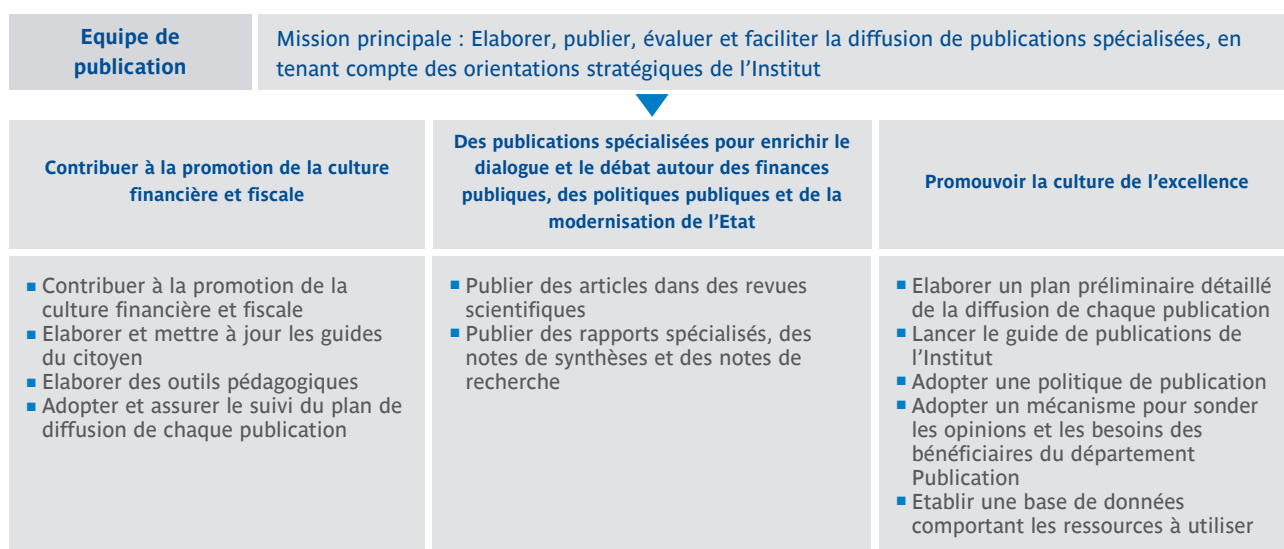 Equipe de
publication
Mission principale : Elaborer, publier, évaluer et faciliter la diffusion de publications spécialisées, en
tenant compte des orientations stratégiques de l’Institut
Contribuer à la promotion de la culture
financière et fiscale
Des publications spécialisées pour enrichir le
dialogue et le débat autour des finances
publiques, des politiques publiques et de la
modernisation de l’Etat
Promouvoir la culture de l’excellence
▪ Contribuer à la promotion de la
culture financière et fiscale
▪ Elaborer et mettre à jour les guides
du citoyen
▪ Elaborer des outils pédagogiques
▪ Adopter et assurer le suivi du plan de
diffusion de chaque publication
▪ Publier des articles dans des revues
scientifiques
▪ Publier des rapports spécialisés, des
notes de synthèses et des notes de
recherche
▪ Elaborer un plan préliminaire détaillé
de la diffusion de chaque publication
▪ Lancer le guide de publications de
l’Institut
▪ Adopter une politique de publication
▪ Adopter un mécanisme pour sonder
les opinions et les besoins des
bénéficiaires du département
Publication
▪ Etablir une base de données
comportant les ressources à utiliser